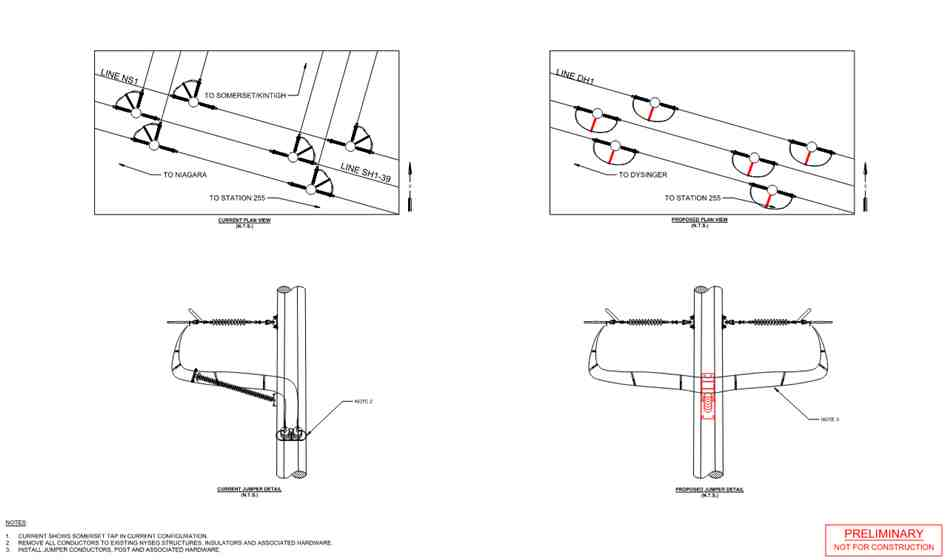 LINE NS1
TO SOMERSET/KINTIGH
LINE SH1-39
TO NIAGARA
TO STATION 255
CURRENT PLAN VIEW
(N.T.S.)
LINE DH1
TO DYSINGER
TO STATION 255
PROPOSED PLAN VIEW
(N.T.S.)
NOTE 2
CURRENT JUMPER DETAIL
(N.T.S.)
NOTE 3
PROPOSED JUMPER DETAIL
(N.T.S.)
NOTES
1. CURRENT SHOWS SOMERSET TAP IN CURRENT CONFIGURATION.
2. REMOVE ALL CONDUCTORS TO EXISTING NYSEG STRUCTURES, INSULATORS AND ASSOCIATED HARDWARE.
3. INSTALL JUMPER CONDUCTORS, POST AND ASSOCIATED HARDWARE.
PRELIMINARY
NOT FOR CONSTRUCTION